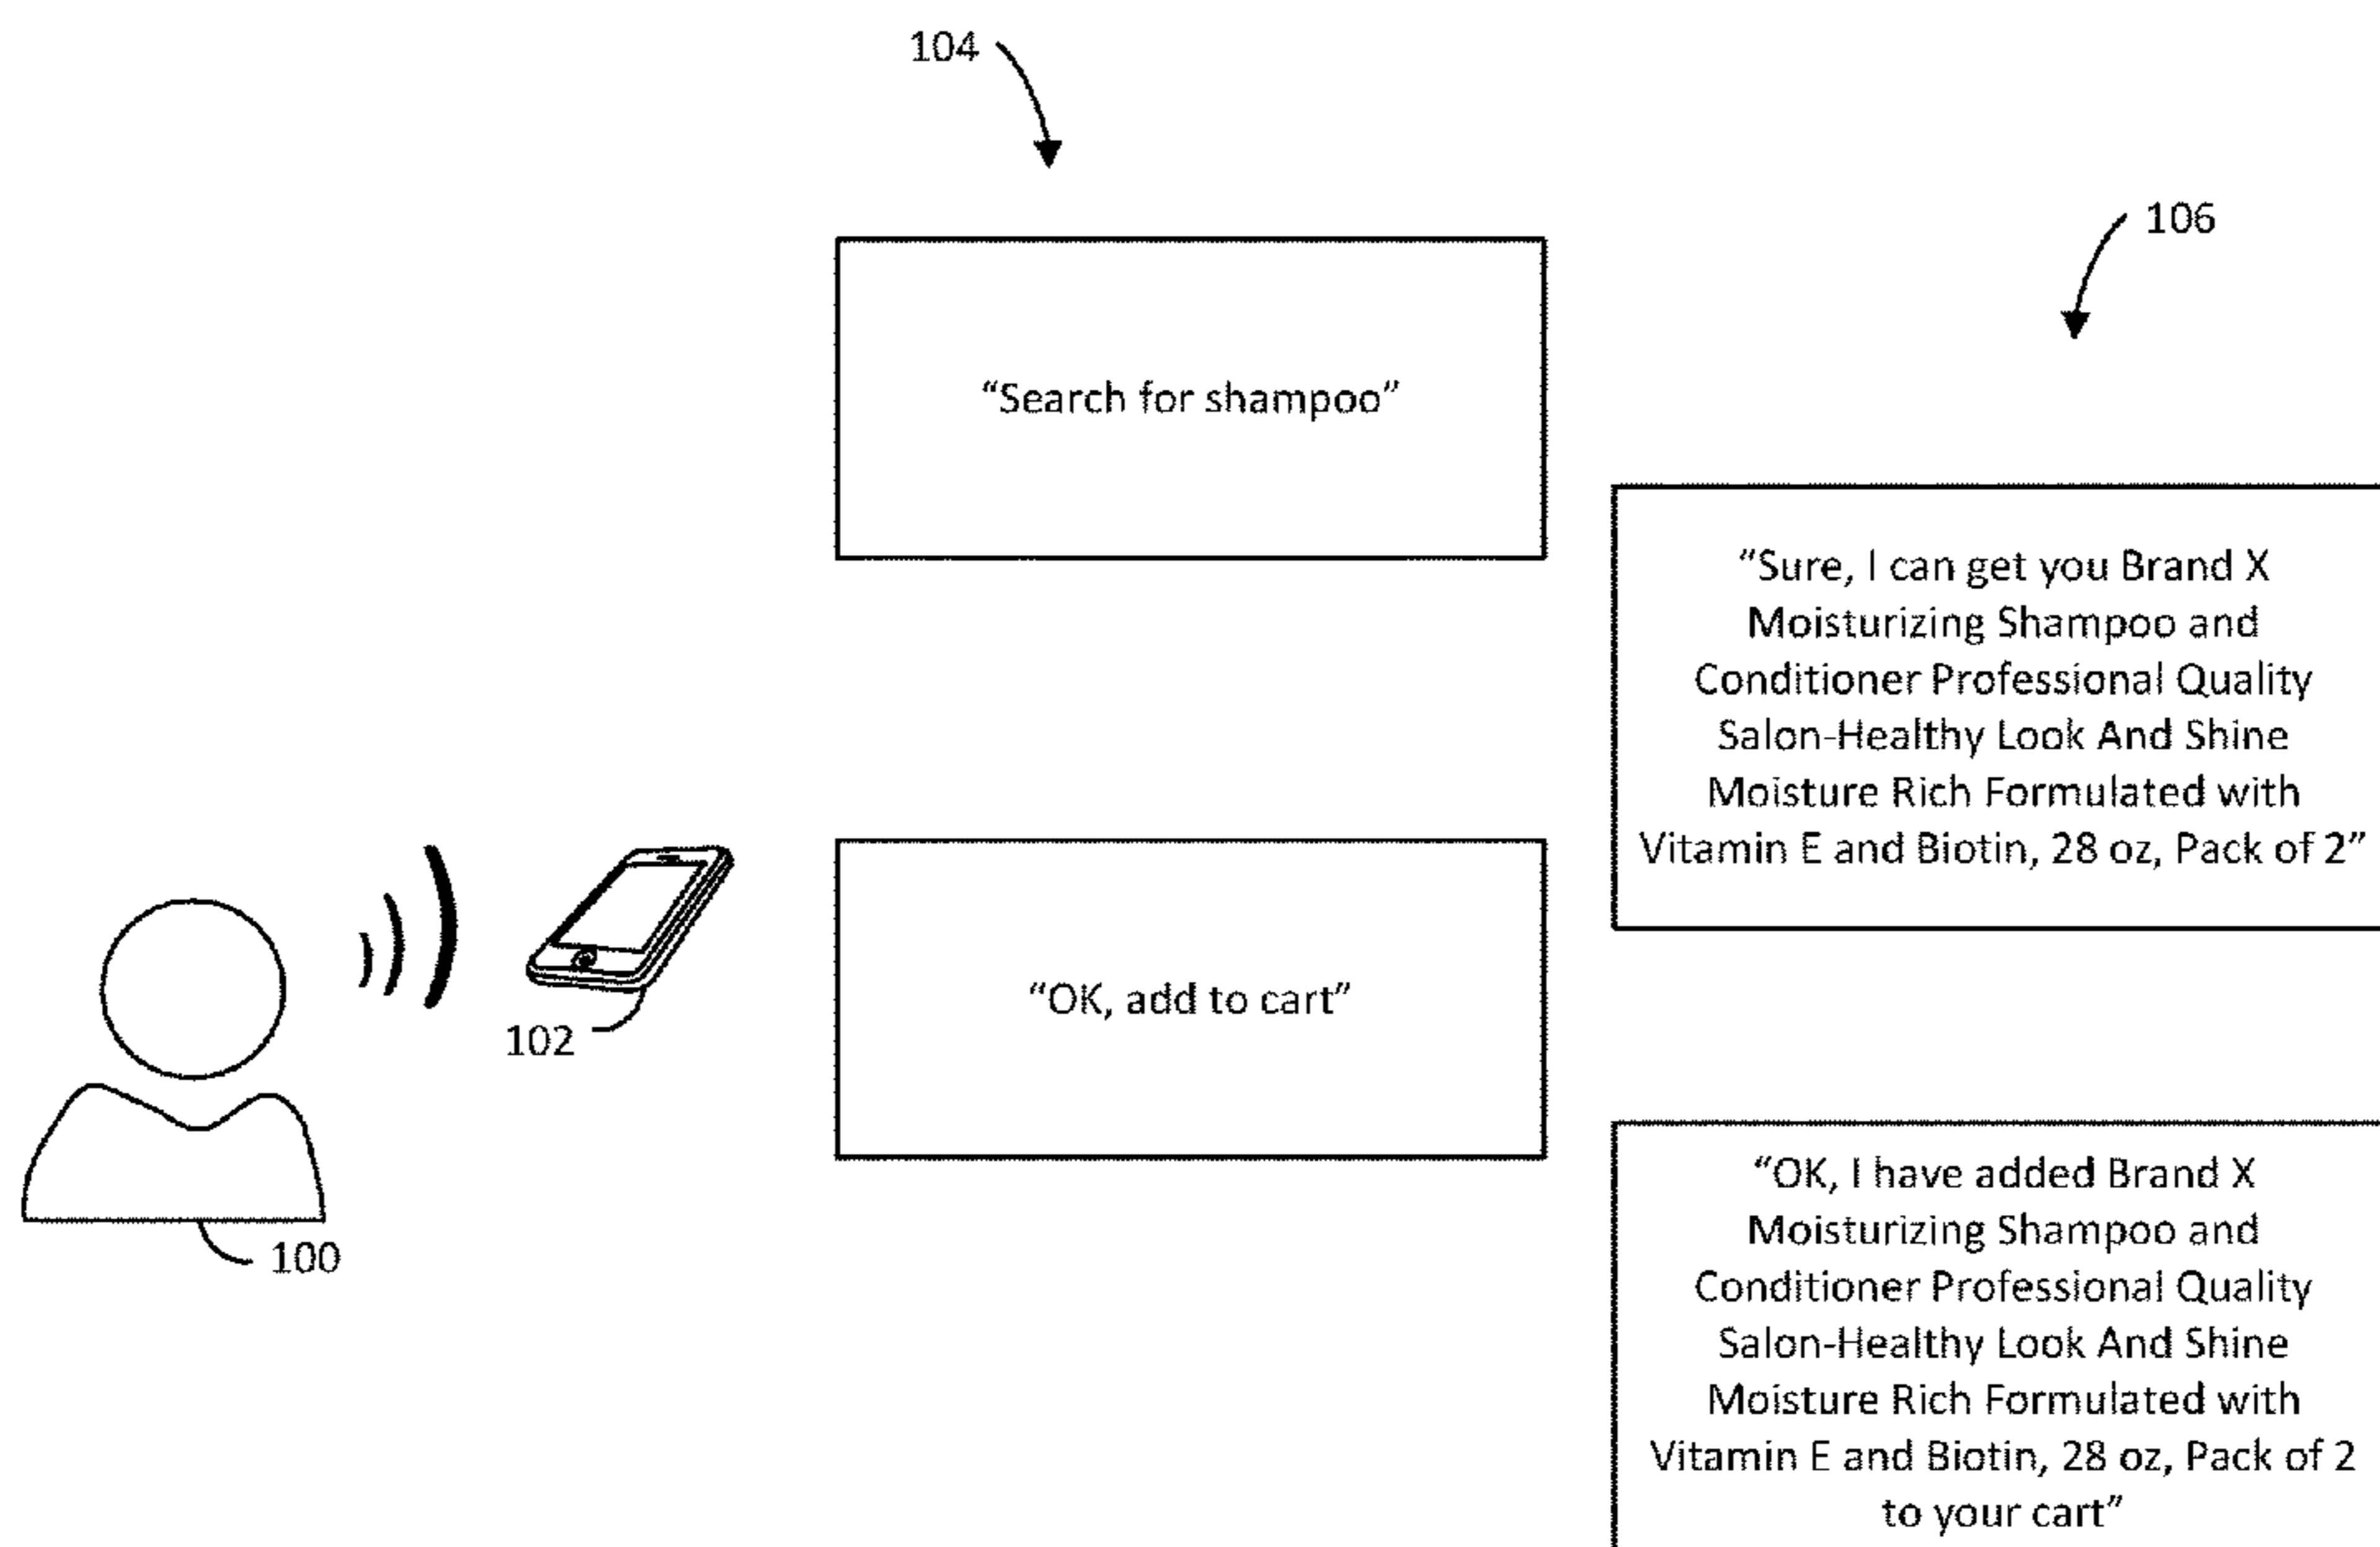 104
106
“Search for shampoo”
“Sure, I can get you Brand X
Moisturizing Shampoo and
Conditioner Professional Quality
Salon-Healthy Look And Shine
Moisture Rich Formulated with
Vitamin E and Biotin, 28 oz, Pack of 2”
“OK, add to cart”
102
100
“OK, I have added Brand X
Moisturizing Shampoo and
Conditioner Professional Quality
Salon-Healthy Look And Shine
Moisture Rich Formulated with
Vitamin E and Biotin, 28 oz, Pack of 2
to your cart”